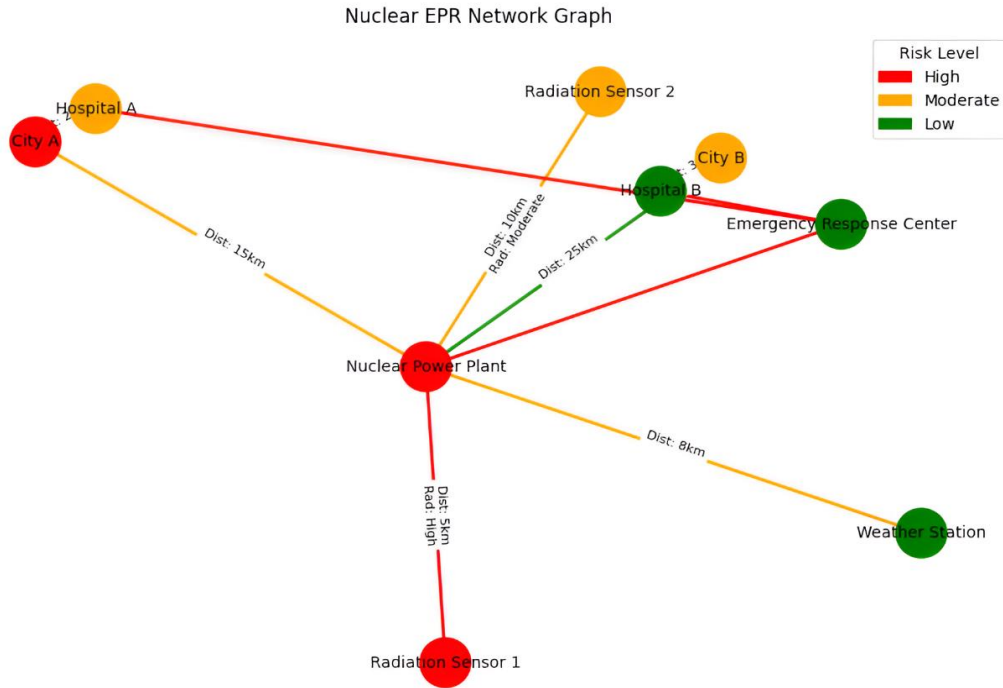 Nuclear EPR Network Graph
Risk Level
High
Moderate
Low
Radiation Sensor 2
Hospital A
City A
City B
Hospital B
Emergency Response Center
Dist: 15km
Dist: 10km
Rad: Moderate
Dist: 25km
Nuclear Power Plant
Dist: 8km
Dist: 5km
Rad: High
Weather Station
Radiation Sensor 1